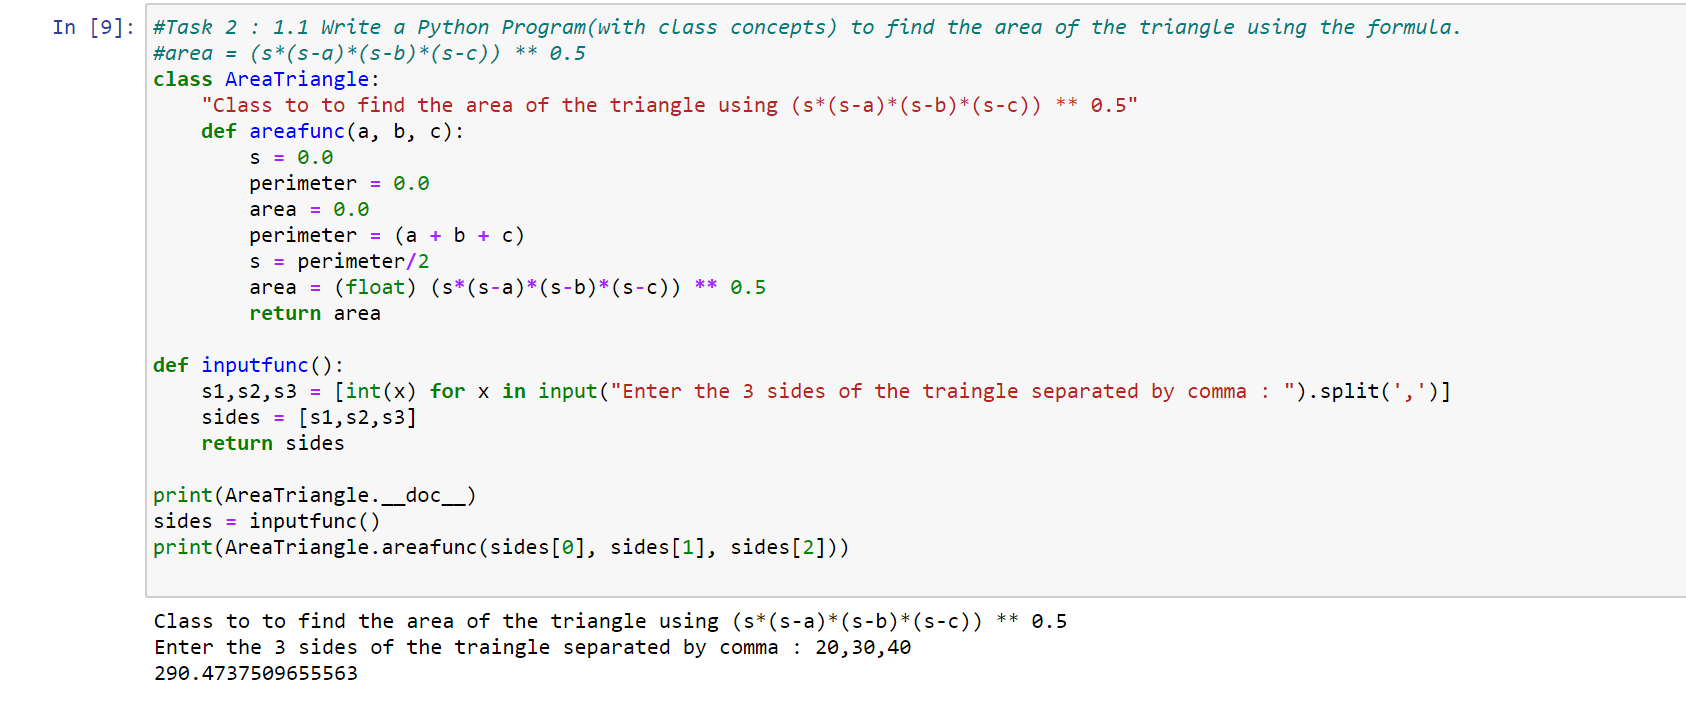 In [9]: #Task 2 : 1.1 Write a Python Program(with class concepts) to find the area of the triangle using the formula.
#area = (s*(s-a)*(s-b)*(s-c)) ** 0.5
class AreaTriangle:
    "Class to to find the area of the triangle using (s*(s-a)*(s-b)*(s-c)) ** 0.5"
    def areafunc(a, b, c):
        s = 0.0
        perimeter = 0.0
        area = 0.0
        perimeter = (a + b + c)
        s = perimeter/2
        area = (float) (s*(s-a)*(s-b)*(s-c)) ** 0.5
        return area
def inputfunc():
    s1,s2,s3 = [int(x) for x in input("Enter the 3 sides of the traingle separated by comma : ").split(',')]
    sides = [s1,s2,s3]
    return sides
print(AreaTriangle.__doc__)
sides = inputfunc()
print(AreaTriangle.areafunc(sides[0], sides[1], sides[2]))
Class to to find the area of the triangle using (s*(s-a)*(s-b)*(s-c)) ** 0.5
Enter the 3 sides of the traingle separated by comma : 20,30,40
290.4737509655563